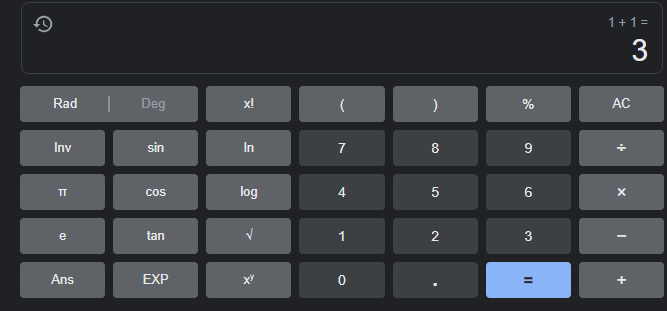 1 + 1 =
3
Rad | Deg x! ( ) % AC
Inv sin ln 7 8 9 ÷
π cos log 4 5 6 ×
e tan √ 1 2 3 −
Ans EXP xʸ 0 . = +